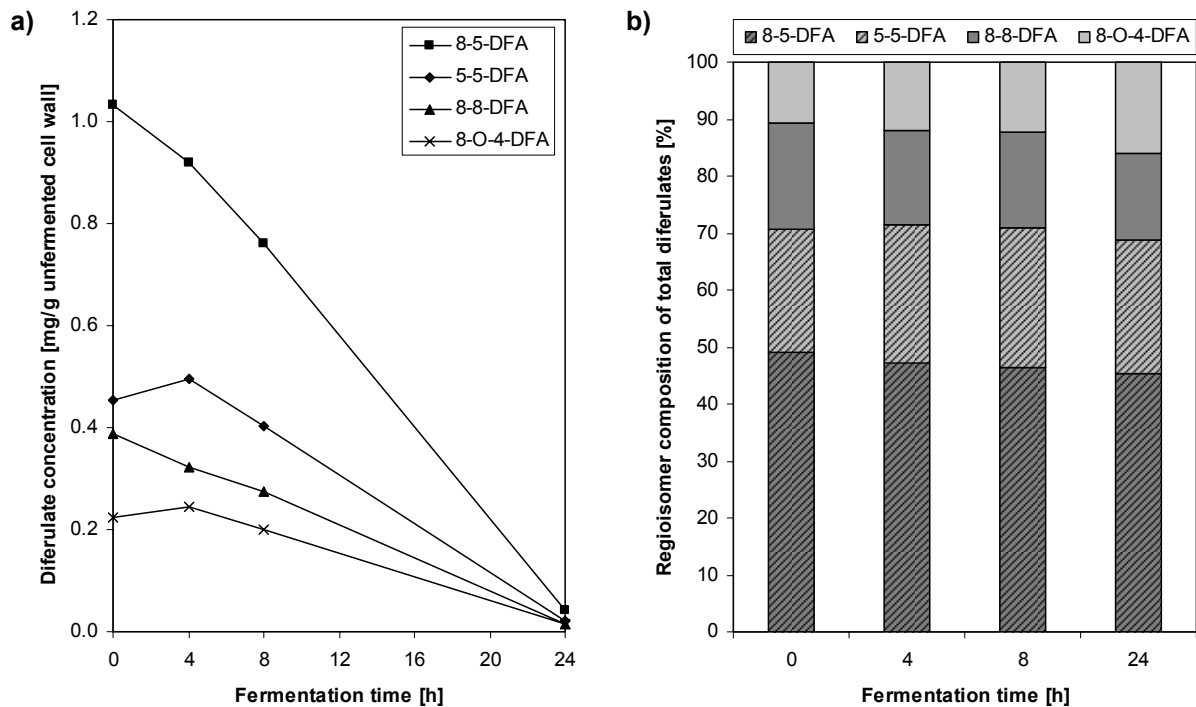 a)
Diferulate concentration [mg/g unfermented cell wall]
1.2
1.0
0.8
0.6
0.4
0.2
0.0
8-5-DFA
5-5-DFA
8-8-DFA
8-O-4-DFA
0 4 8 12 16 20 24
Fermentation time [h]
b)
8-5-DFA 5-5-DFA 8-8-DFA 8-O-4-DFA
Regioisomer composition of total diferulates [%]
100
90
80
70
60
50
40
30
20
10
0
0 4 8 24
Fermentation time [h]